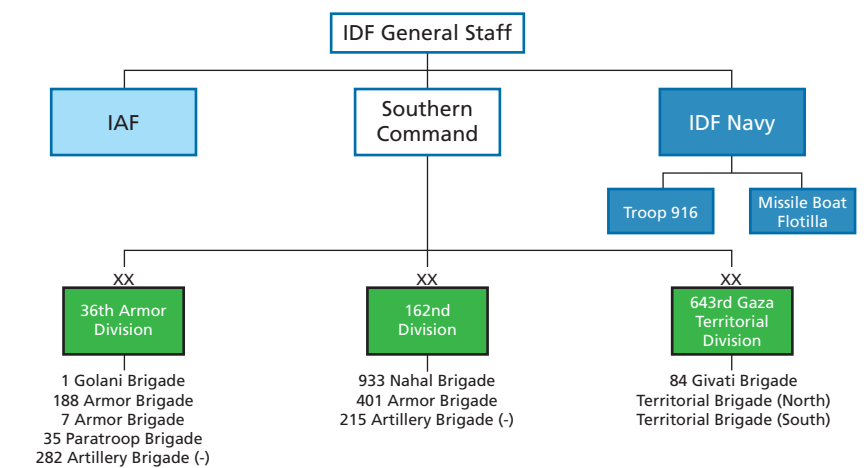 IDF General Staff
IAF
Southern
Command
IDF Navy
Troop 916
Missile Boat
Flotilla
XX
36th Armor
Division
1 Golani Brigade
188 Armor Brigade
7 Armor Brigade
35 Paratroop Brigade
282 Artillery Brigade (-)
XX
162nd
Division
933 Nahal Brigade
401 Armor Brigade
215 Artillery Brigade (-)
XX
643rd Gaza
Territorial
Division
84 Givati Brigade
Territorial Brigade (North)
Territorial Brigade (South)